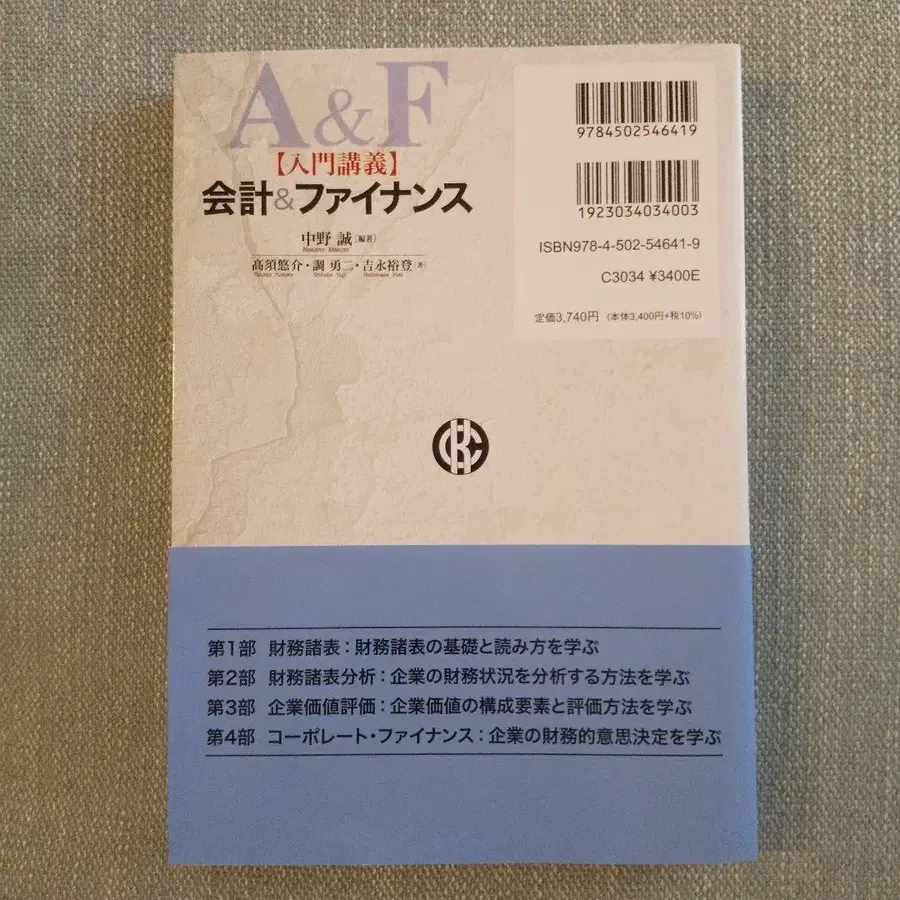 A&F
【入門講義】
会計&ファイナンス
中野 誠[編著]
Nakano Makoto
髙須悠介・調 勇二・吉永裕登[著]
9784502546419
1923034034003
ISBN978-4-502-54641-9
C3034 ¥3400E
定価3,740円 (本体3,400円+税10%)
第1部 財務諸表：財務諸表の基礎と読み方を学ぶ
第2部 財務諸表分析：企業の財務状況を分析する方法を学ぶ
第3部 企業価値評価：企業価値の構成要素と評価方法を学ぶ
第4部 コーポレート・ファイナンス：企業の財務的意思決定を学ぶ